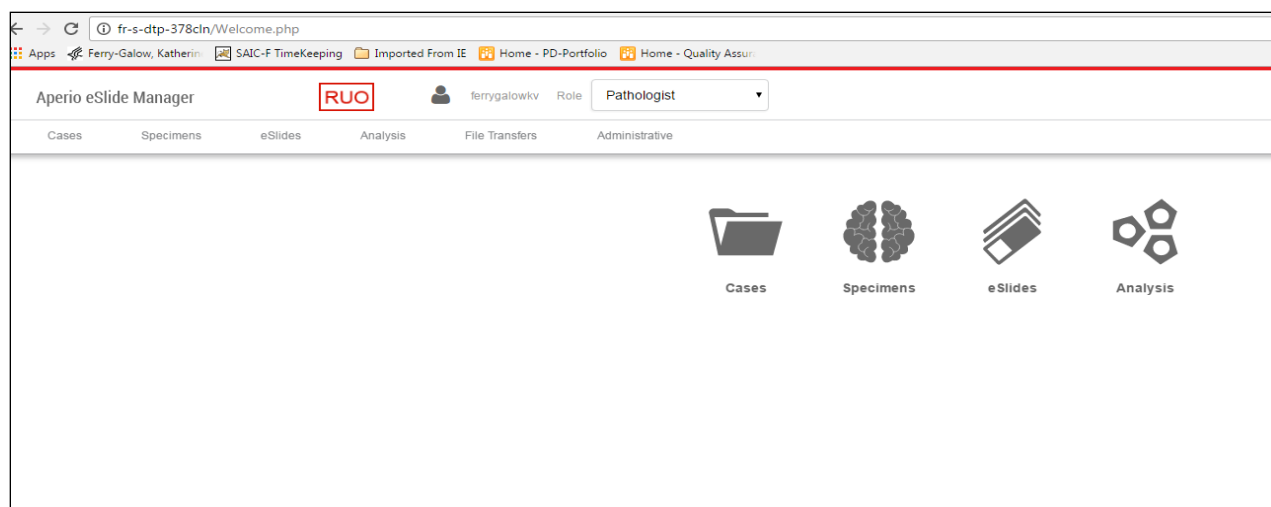 fr-s-dtp-378cln/Welcome.php
Apps Ferry-Galow, Katherin SAIC-F TimeKeeping Imported From IE Home - PD-Portfolio Home - Quality Assur
Aperio eSlide Manager RUO ferrygalowkv Role Pathologist
Cases Specimens eSlides Analysis File Transfers Administrative
Cases Specimens eSlides Analysis